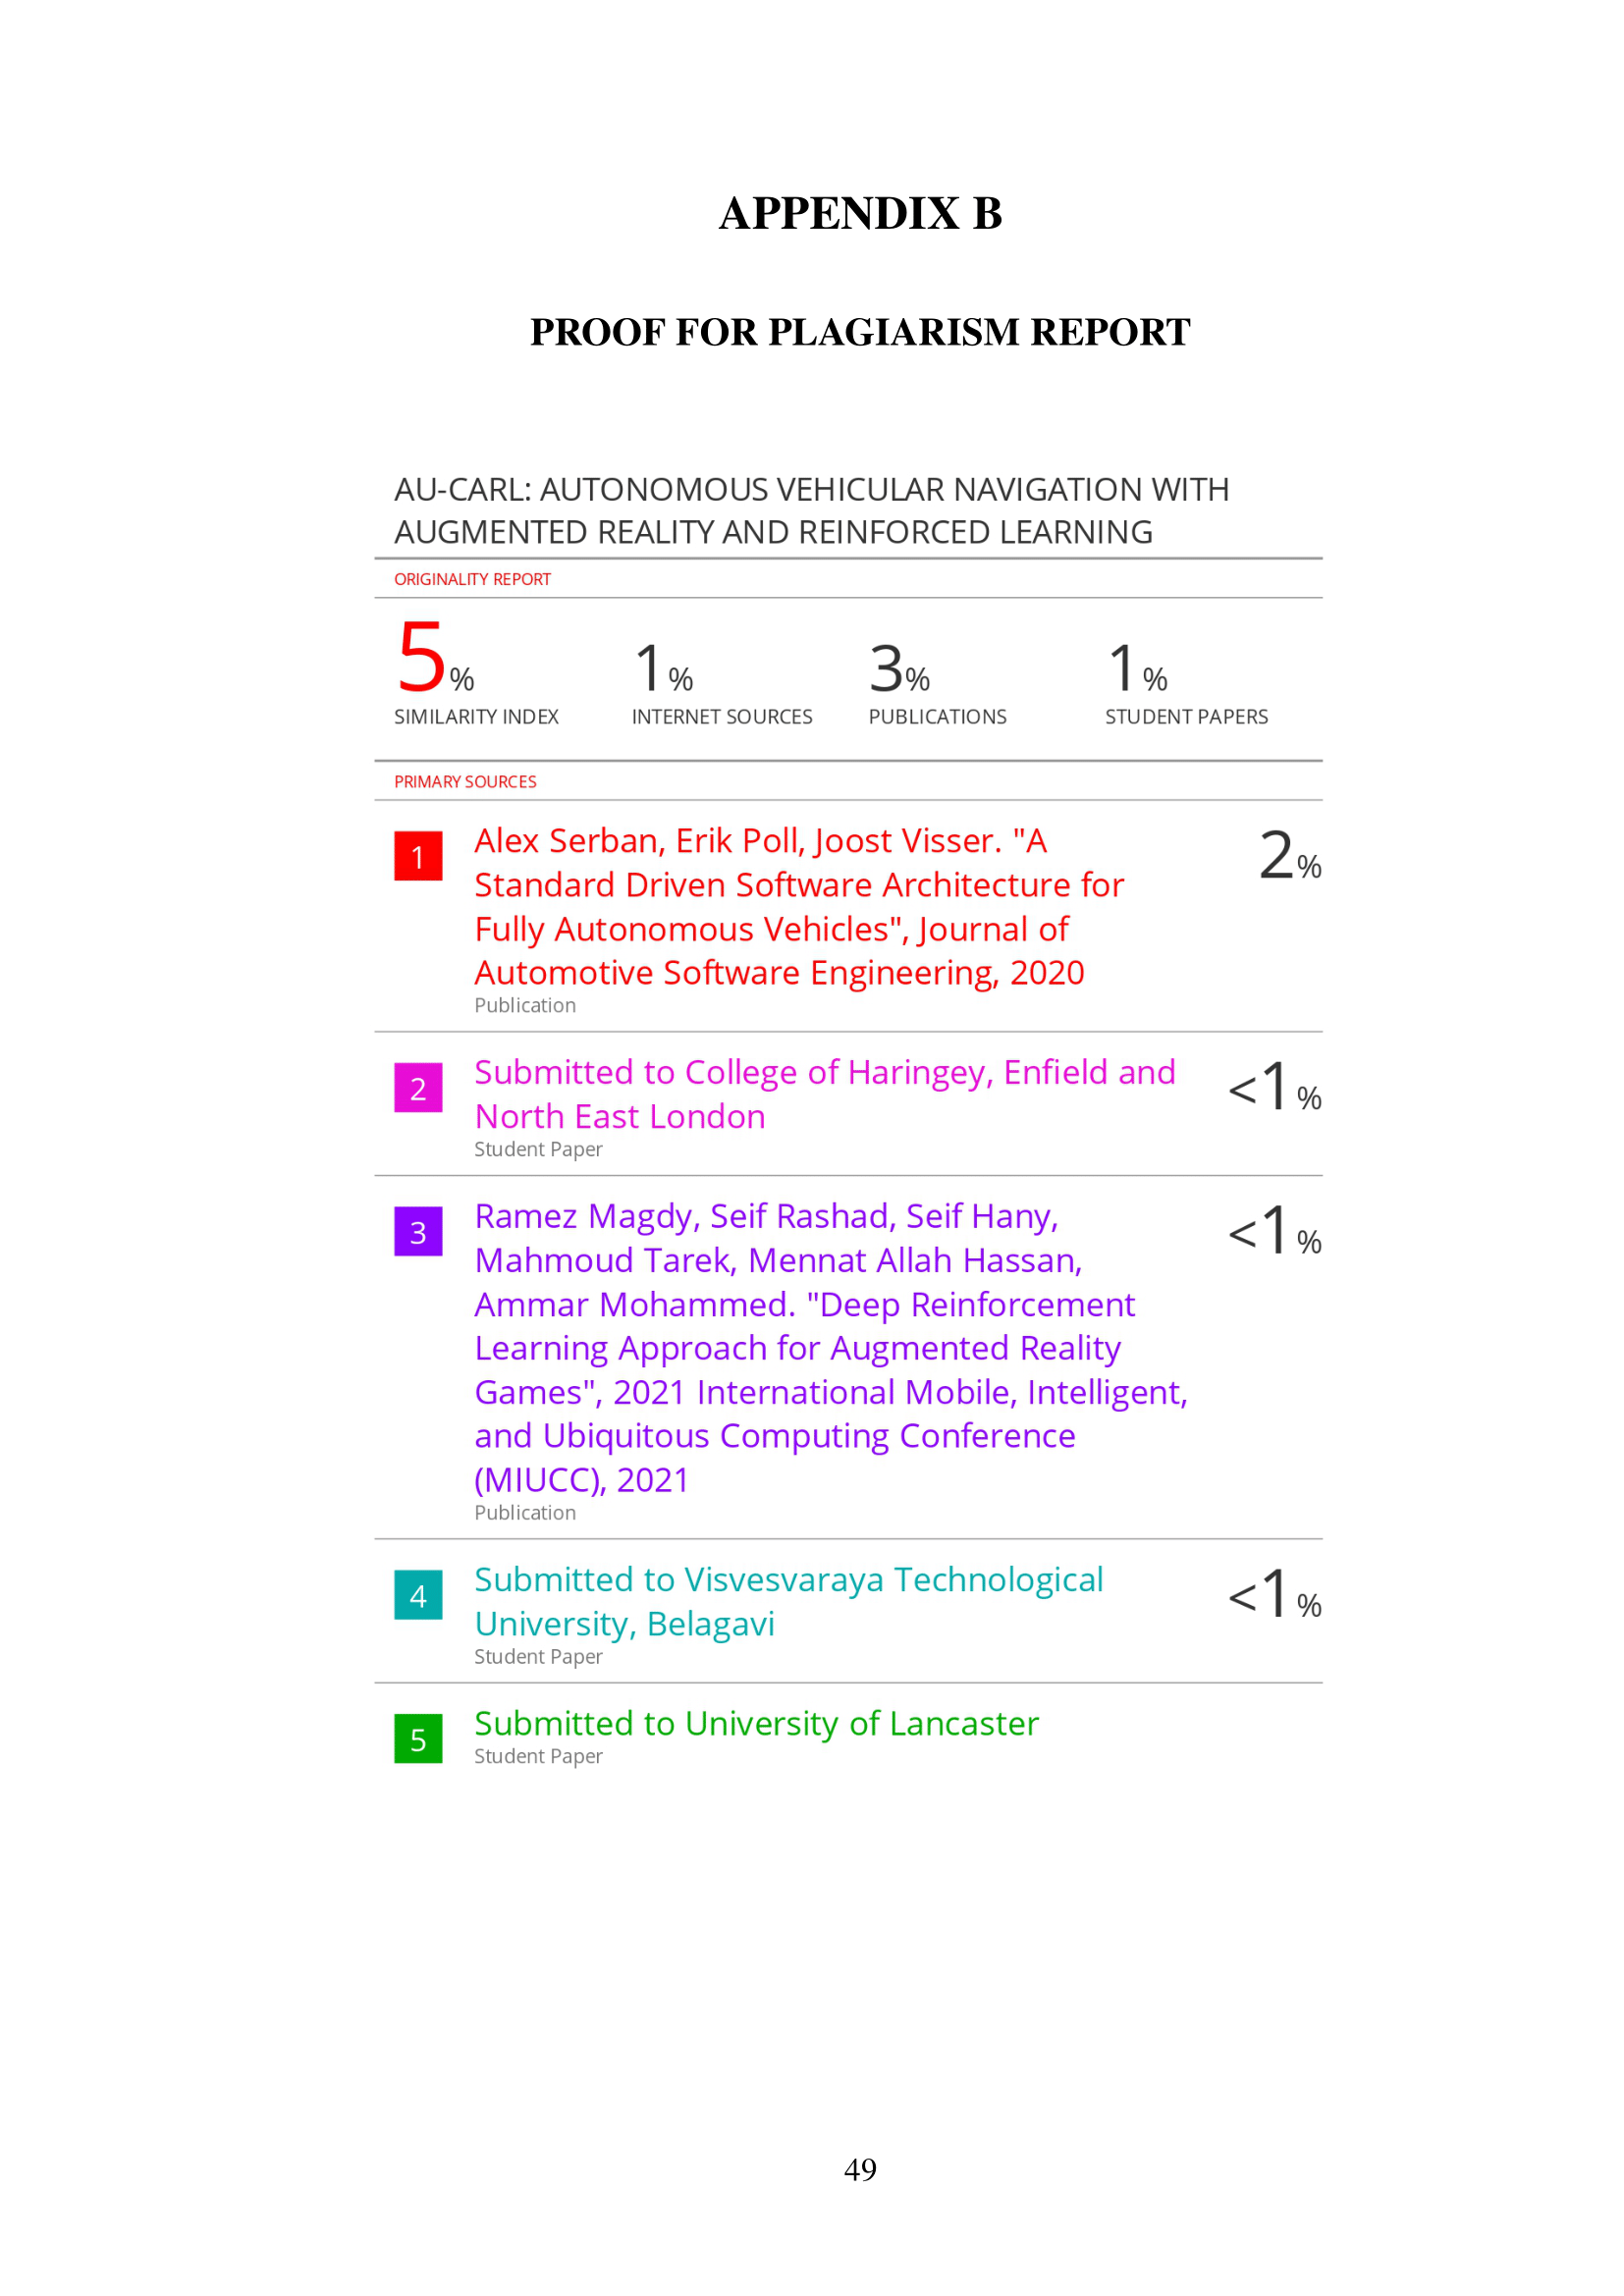 APPENDIX B
PROOF FOR PLAGIARISM REPORT
AU-CARL: AUTONOMOUS VEHICULAR NAVIGATION WITH
AUGMENTED REALITY AND REINFORCED LEARNING
ORIGINALITY REPORT
5% 1% 3% 1%
SIMILARITY INDEX INTERNET SOURCES PUBLICATIONS STUDENT PAPERS
PRIMARY SOURCES
1 Alex Serban, Erik Poll, Joost Visser. "A 2%
Standard Driven Software Architecture for
Fully Autonomous Vehicles", Journal of
Automotive Software Engineering, 2020
Publication
2 Submitted to College of Haringey, Enfield and <1%
North East London
Student Paper
3 Ramez Magdy, Seif Rashad, Seif Hany, <1%
Mahmoud Tarek, Mennat Allah Hassan,
Ammar Mohammed. "Deep Reinforcement
Learning Approach for Augmented Reality
Games", 2021 International Mobile, Intelligent,
and Ubiquitous Computing Conference
(MIUCC), 2021
Publication
4 Submitted to Visvesvaraya Technological <1%
University, Belagavi
Student Paper
5 Submitted to University of Lancaster
Student Paper
49